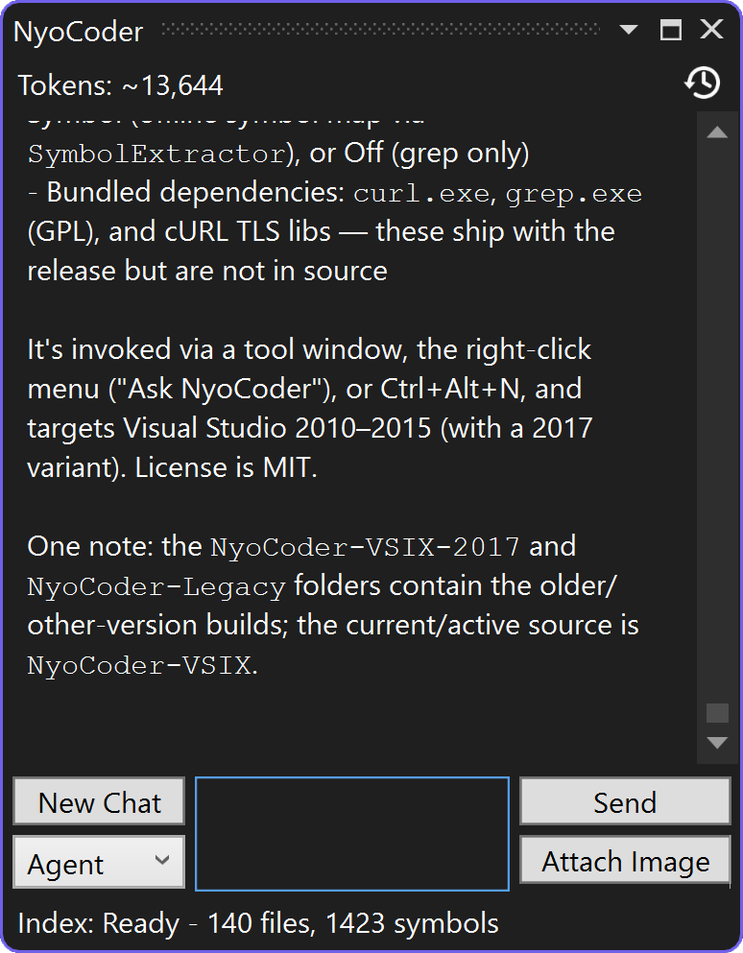 NyoCoder
Tokens: ~13,644
SymbolExtractor), or Off (grep only)
- Bundled dependencies: curl.exe, grep.exe
(GPL), and cURL TLS libs — these ship with the
release but are not in source
It's invoked via a tool window, the right-click
menu ("Ask NyoCoder"), or Ctrl+Alt+N, and
targets Visual Studio 2010–2015 (with a 2017
variant). License is MIT.
One note: the NyoCoder-VSIX-2017 and
NyoCoder-Legacy folders contain the older/
other-version builds; the current/active source is
NyoCoder-VSIX.
New Chat
Send
Agent
Attach Image
Index: Ready - 140 files, 1423 symbols